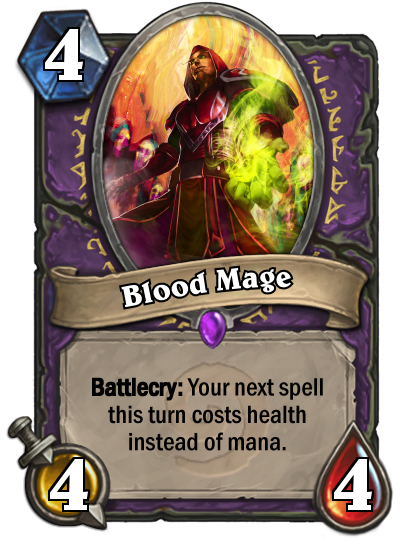 4
Blood Mage
Battlecry: Your next spell
this turn costs health
instead of mana.
4
4